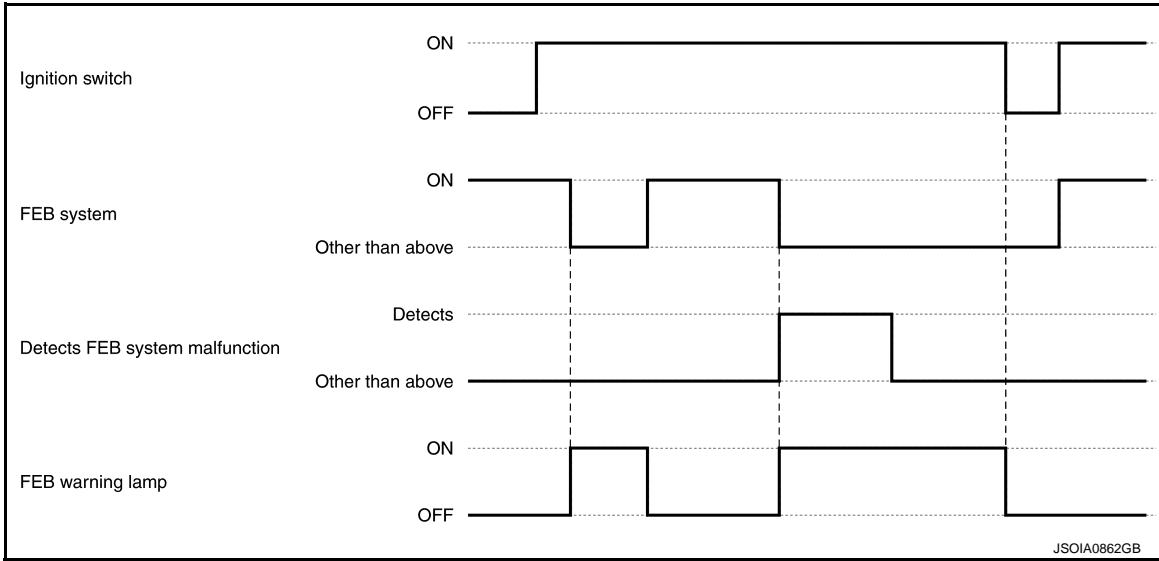 ON
Ignition switch
OFF
ON
FEB system
Other than above
Detects
Detects FEB system malfunction
Other than above
ON
FEB warning lamp
OFF
JSOIA0862GB